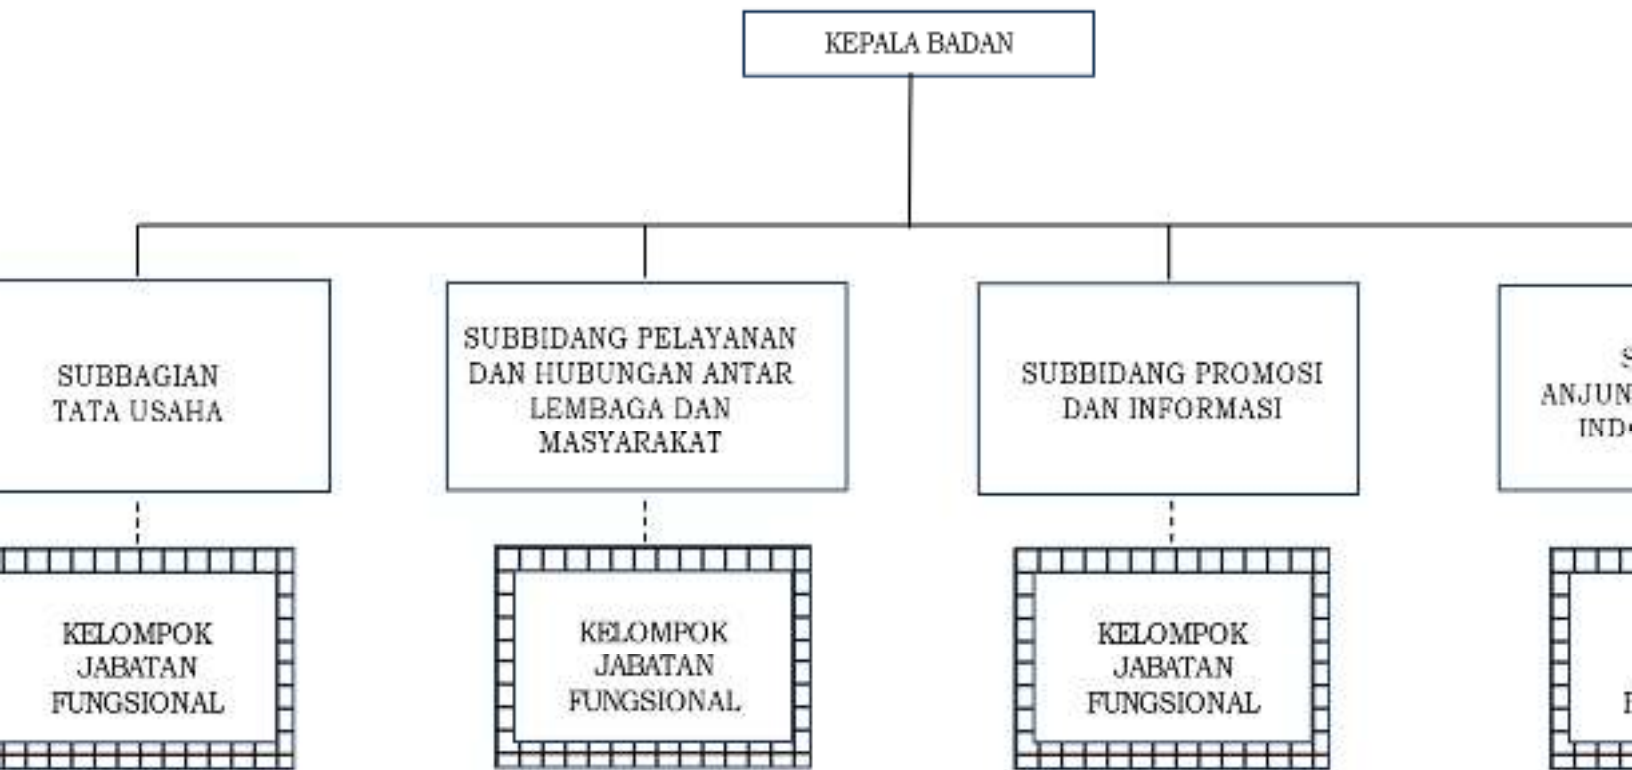 KEPALA BADAN
SUBBAGIAN
TATA USAHA
SUBBIDANG PELAYANAN
DAN HUBUNGAN ANTAR
LEMBAGA DAN
MASYARAKAT
SUBBIDANG PROMOSI
DAN INFORMASI
KELOMPOK
JABATAN
FUNGSIONAL
KELOMPOK
JABATAN
FUNGSIONAL
KELOMPOK
JABATAN
FUNGSIONAL